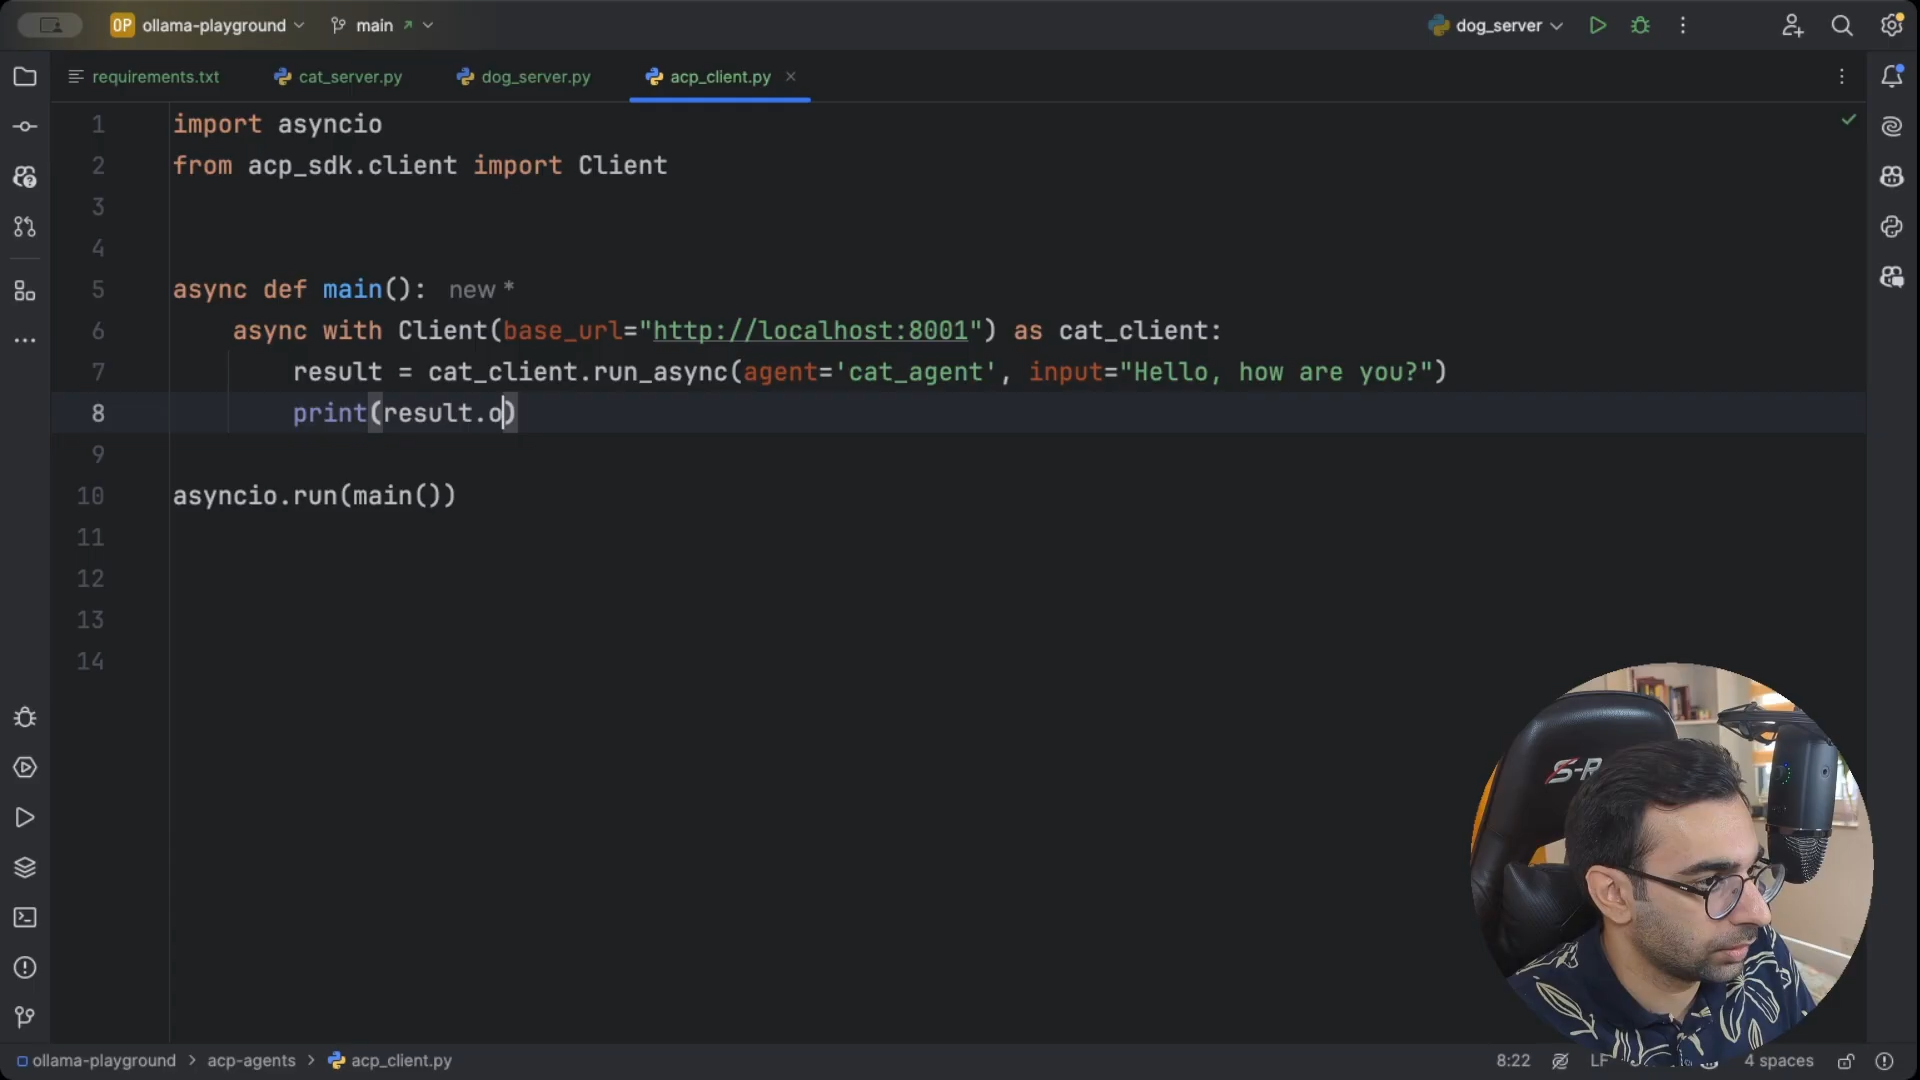 OP ollama-playground main dog_server
requirements.txt cat_server.py dog_server.py acp_client.py
1 import asyncio
2 from acp_sdk.client import Client
3
4
5 async def main(): new *
6 async with Client(base_url="http://localhost:8001") as cat_client:
7 result = cat_client.run_async(agent='cat_agent', input="Hello, how are you?")
8 print(result.o)
9
10 asyncio.run(main())
11
12
13
14
S-R
ollama-playground > acp-agents > acp_client.py 8:22 LF 4 spaces